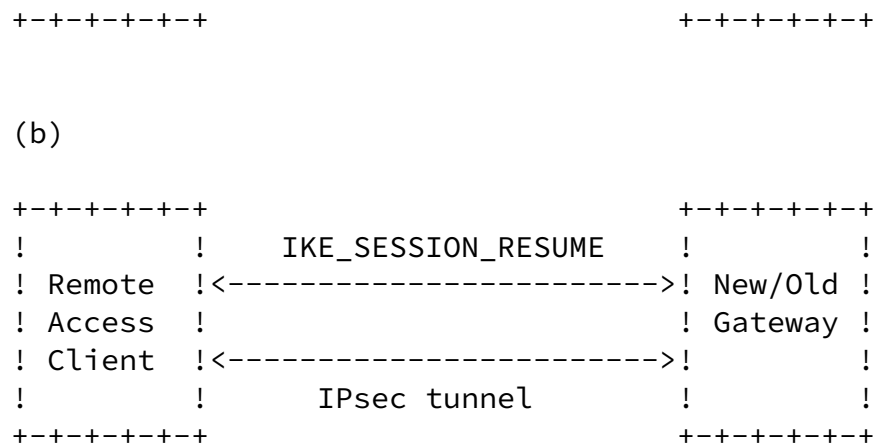 +-+-+-+-+-+                          +-+-+-+-+-+
(b)
+-+-+-+-+-+                          +-+-+-+-+-+
!         !    IKE_SESSION_RESUME    !         !
! Remote  !<------------------------>! New/Old !
! Access  !                          ! Gateway !
! Client  !<------------------------>!         !
!         !      IPsec tunnel        !         !
+-+-+-+-+-+                          +-+-+-+-+-+